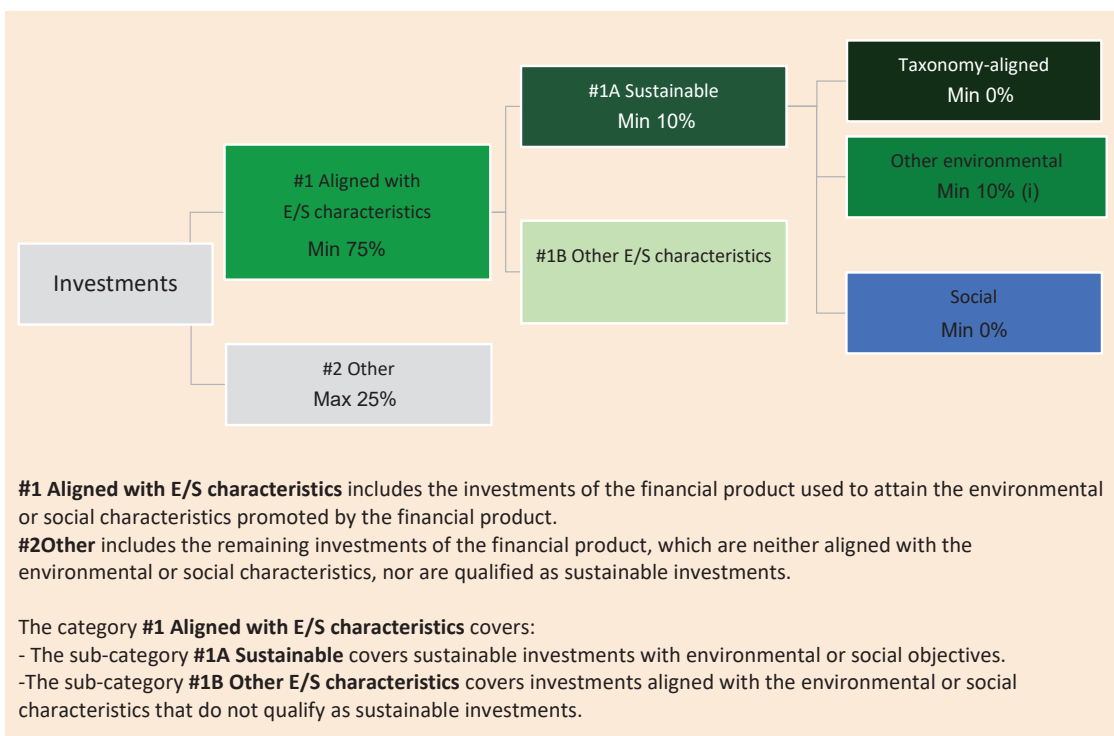 Investments
#1 Aligned with
E/S characteristics
Min 75%
#2 Other
Max 25%
#1A Sustainable
Min 10%
#1B Other E/S characteristics
Taxonomy-aligned
Min 0%
Other environmental
Min 10% (i)
Social
Min 0%
#1 Aligned with E/S characteristics includes the investments of the financial product used to attain the environmental
or social characteristics promoted by the financial product.
#2Other includes the remaining investments of the financial product, which are neither aligned with the
environmental or social characteristics, nor are qualified as sustainable investments.
The category #1 Aligned with E/S characteristics covers:
- The sub-category #1A Sustainable covers sustainable investments with environmental or social objectives.
-The sub-category #1B Other E/S characteristics covers investments aligned with the environmental or social
characteristics that do not qualify as sustainable investments.